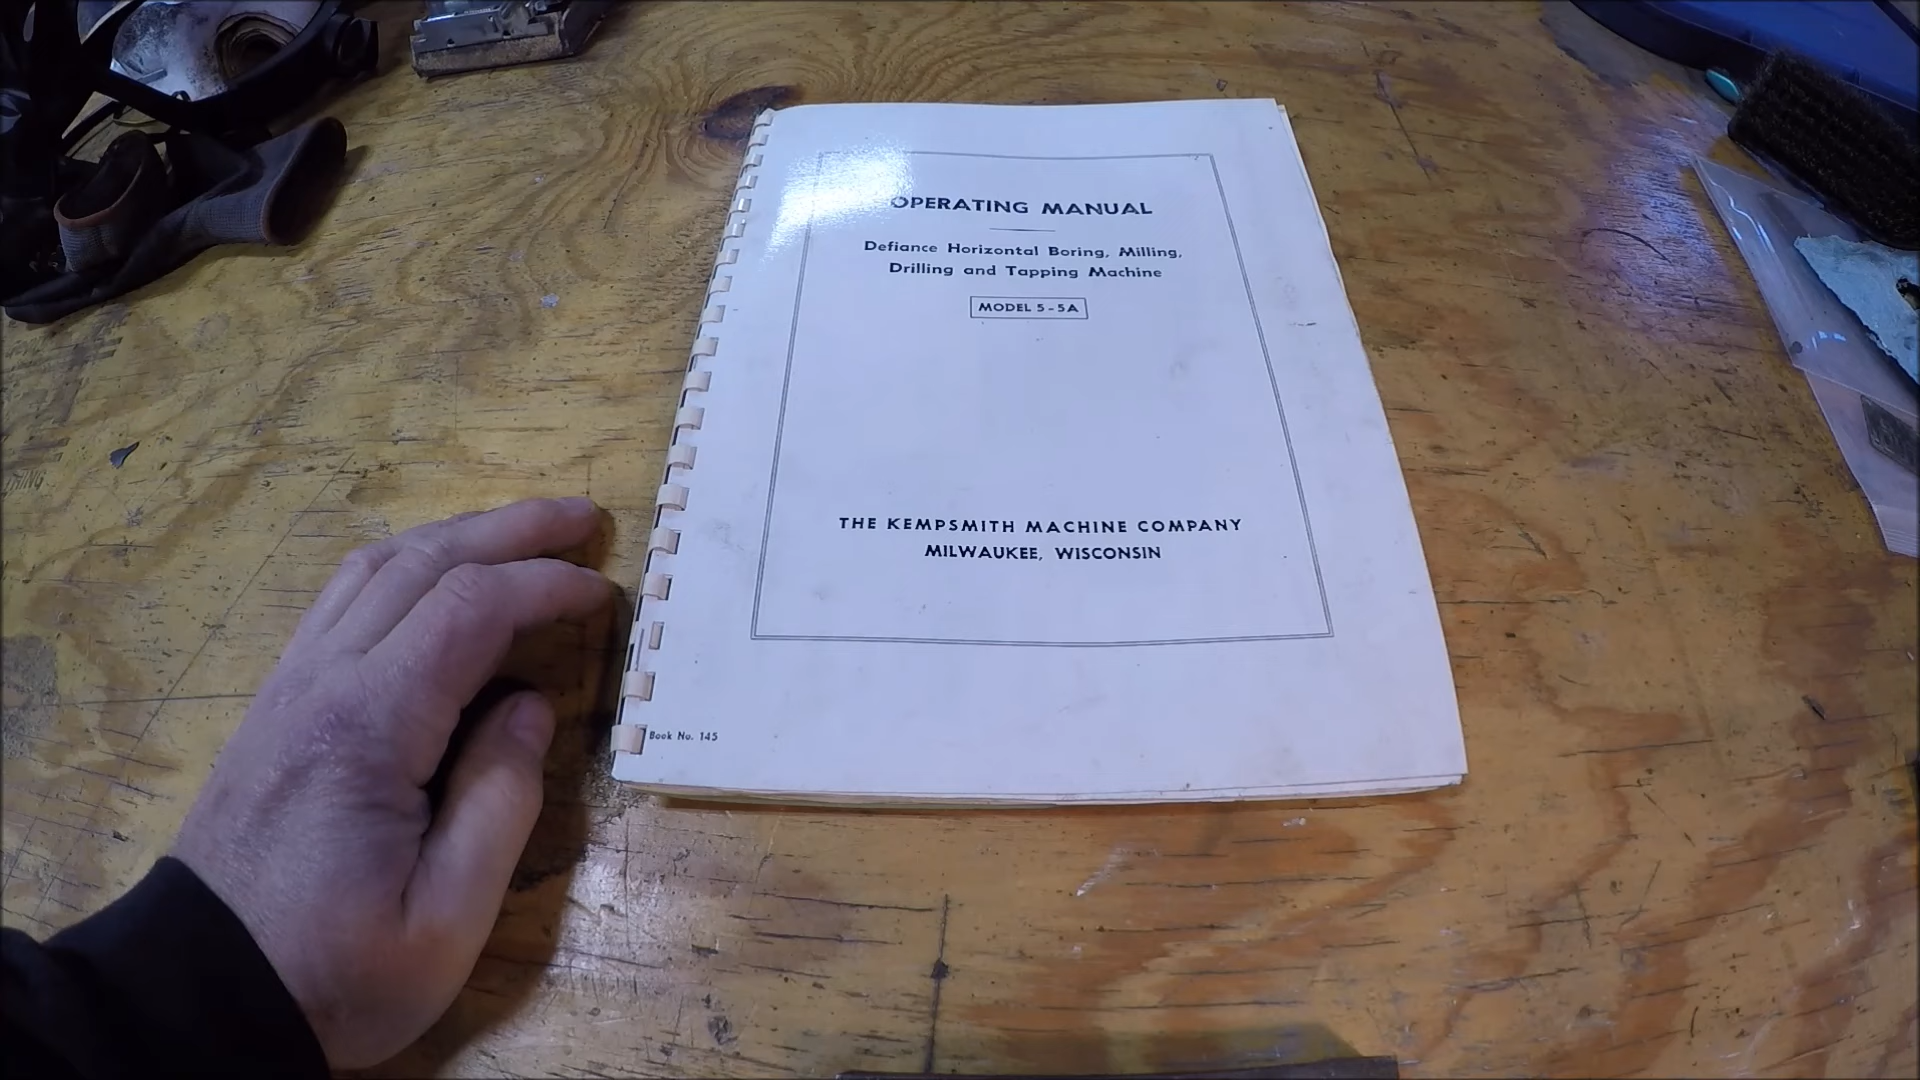 OPERATING MANUAL
Defiance Horizontal Boring, Milling,
Drilling and Tapping Machine
MODEL 5-5A
THE KEMPSMITH MACHINE COMPANY
MILWAUKEE, WISCONSIN
Book No. 145